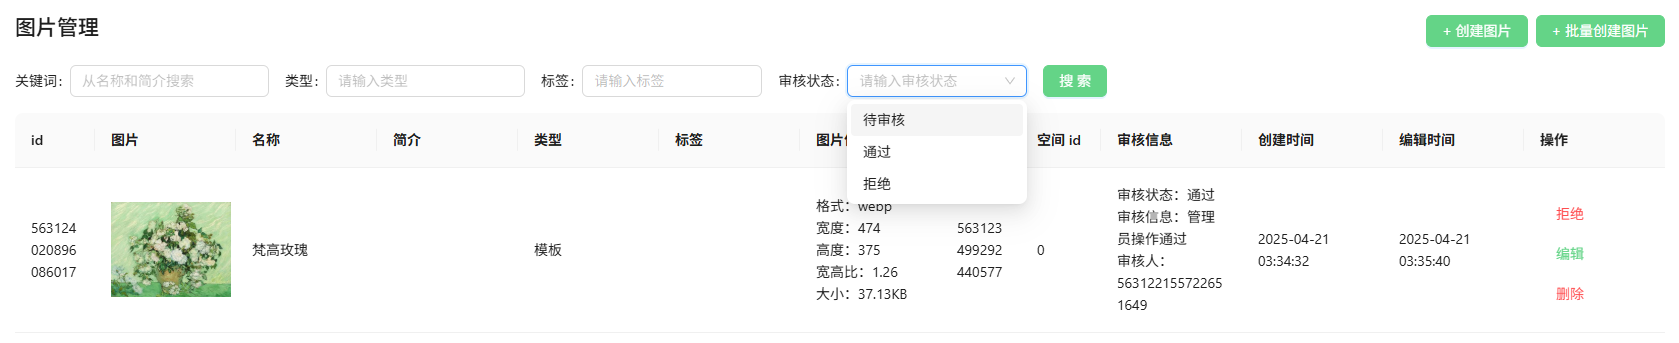 图片管理
+ 创建图片
+ 批量创建图片
关键词：
从名称和简介搜索
类型：
请输入类型
标签：
请输入标签
审核状态：
请输入审核状态
搜 索
待审核
通过
拒绝
id
图片
名称
简介
类型
标签
图片
空间 id
审核信息
创建时间
编辑时间
操作
563124
020896
086017
梵高玫瑰
模板
格式：webp
宽度：474
高度：375
宽高比：1.26
大小：37.13KB
563123
499292
440577
0
审核状态：通过
审核信息：管理
员操作通过
审核人：
56312215572265
1649
2025-04-21
03:34:32
2025-04-21
03:35:40
拒绝
编辑
删除